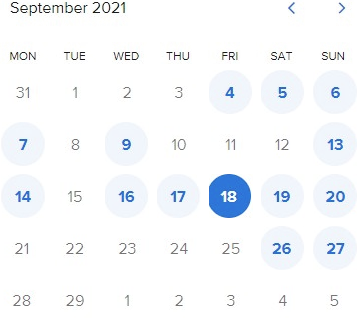 September 2021
MON TUE WED THU FRI SAT SUN
31 1 2 3 4 5 6
7 8 9 10 11 12 13
14 15 16 17 18 19 20
21 22 23 24 25 26 27
28 29 1 2 3 4 5